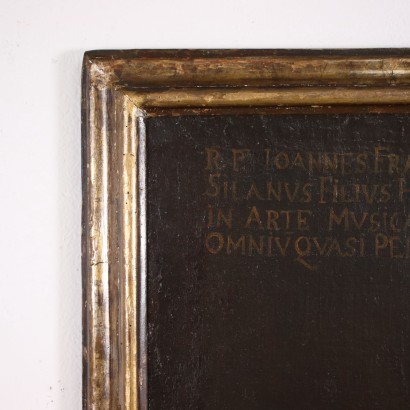 R. P. IOANNES FRA
SILANUS FILIUS P
IN ARTE MUSIC
OMNIU QUASI PE